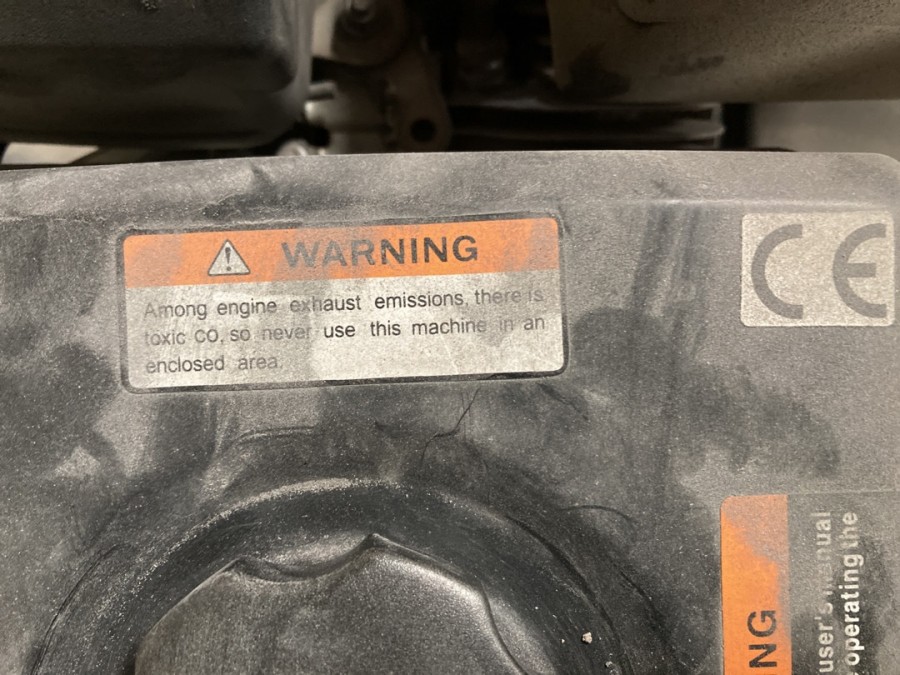 WARNING
Among engine exhaust emissions, there is
toxic CO, so never use this machine in an
enclosed area.
CE
NG
user's manual
operating the